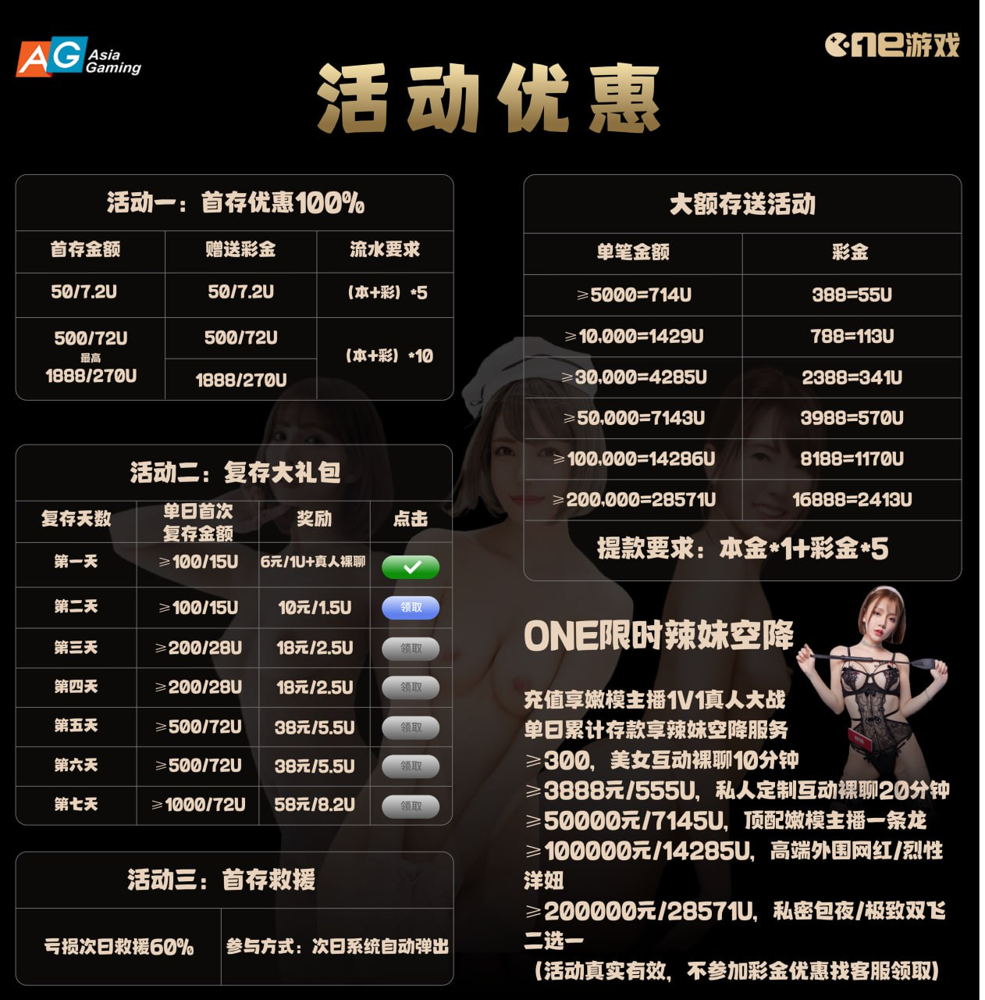 AG Asia Gaming
one游戏
活动优惠
活动一：首存优惠100%
首存金额 赠送彩金 流水要求
50/7.2U 50/7.2U （本+彩）*5
500/72U 500/72U
最高
1888/270U 1888/270U （本+彩）*10
活动二：复存大礼包
复存天数 单日首次复存金额 奖励 点击
第一天 ≥100/15U 6元/1U+真人裸聊
第二天 ≥100/15U 10元/1.5U 领取
第三天 ≥200/28U 18元/2.5U 领取
第四天 ≥200/28U 18元/2.5U 领取
第五天 ≥500/72U 38元/5.5U 领取
第六天 ≥500/72U 38元/5.5U 领取
第七天 ≥1000/72U 58元/8.2U 领取
活动三：首存救援
亏损次日救援60% 参与方式：次日系统自动弹出
大额存送活动
单笔金额 彩金
≥5000=714U 388=55U
≥10,000=1429U 788=113U
≥30,000=4285U 2388=341U
≥50,000=7143U 3988=570U
≥100,000=14286U 8188=1170U
≥200,000=28571U 16888=2413U
提款要求：本金*1+彩金*5
ONE限时辣妹空降
充值享嫩模主播1V1真人大战
单日累计存款享辣妹空降服务
≥300，美女互动裸聊10分钟
≥3888元/555U，私人定制互动裸聊20分钟
≥50000元/7145U，顶配嫩模主播一条龙
≥100000元/14285U，高端外围网红/烈性
洋妞
≥200000元/28571U，私密包夜/极致双飞
二选一
（活动真实有效，不参加彩金优惠找客服领取）